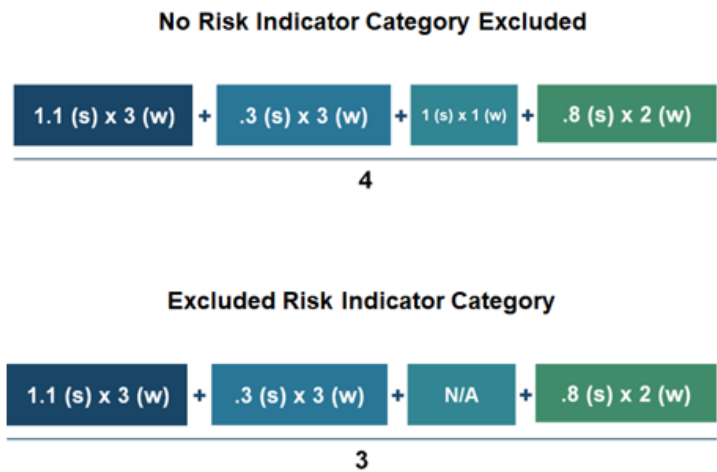 No Risk Indicator Category Excluded
1.1 (s) x 3 (w) + .3 (s) x 3 (w) + 1 (s) x 1 (w) + .8 (s) x 2 (w)
4
Excluded Risk Indicator Category
1.1 (s) x 3 (w) + .3 (s) x 3 (w) + N/A + .8 (s) x 2 (w)
3